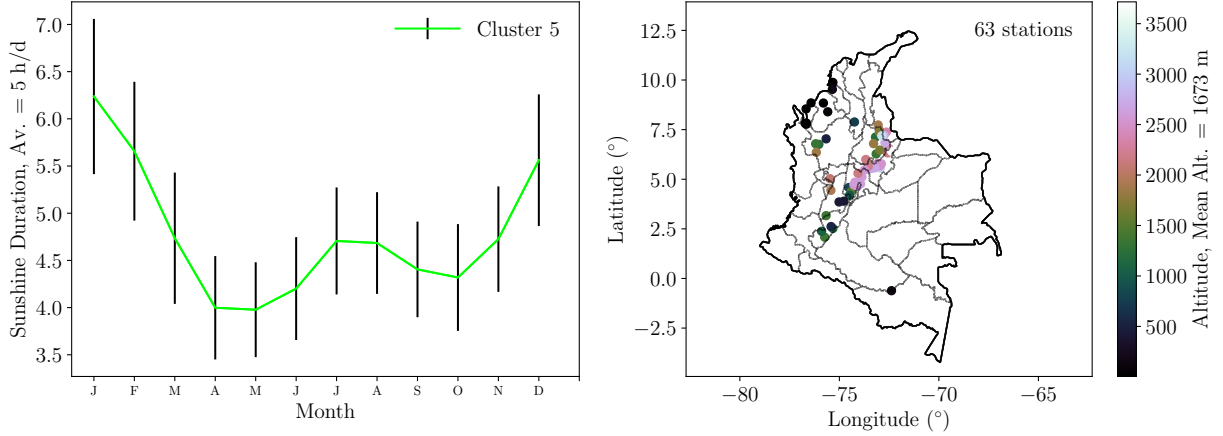 7.0
6.5
6.0
5.5
5.0
4.5
4.0
3.5
Sunshine Duration, Av. = 5 h/d
Cluster 5
J F M A M J J A S O N D
Month
12.5
10.0
7.5
5.0
2.5
0.0
−2.5
Latitude (°)
63 stations
−80 −75 −70 −65
Longitude (°)
3500
3000
2500
2000
1500
1000
500
Altitude, Mean Alt. = 1673 m